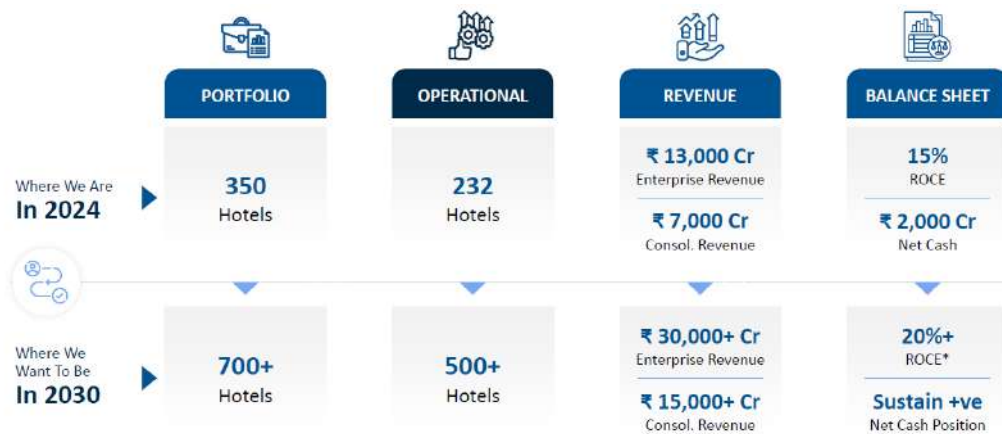 PORTFOLIO
OPERATIONAL
REVENUE
BALANCE SHEET
Where We Are
In 2024
350
Hotels
232
Hotels
₹ 13,000 Cr
Enterprise Revenue
₹ 7,000 Cr
Consol. Revenue
15%
ROCE
₹ 2,000 Cr
Net Cash
Where We
Want To Be
In 2030
700+
Hotels
500+
Hotels
₹ 30,000+ Cr
Enterprise Revenue
₹ 15,000+ Cr
Consol. Revenue
20%+
ROCE*
Sustain +ve
Net Cash Position